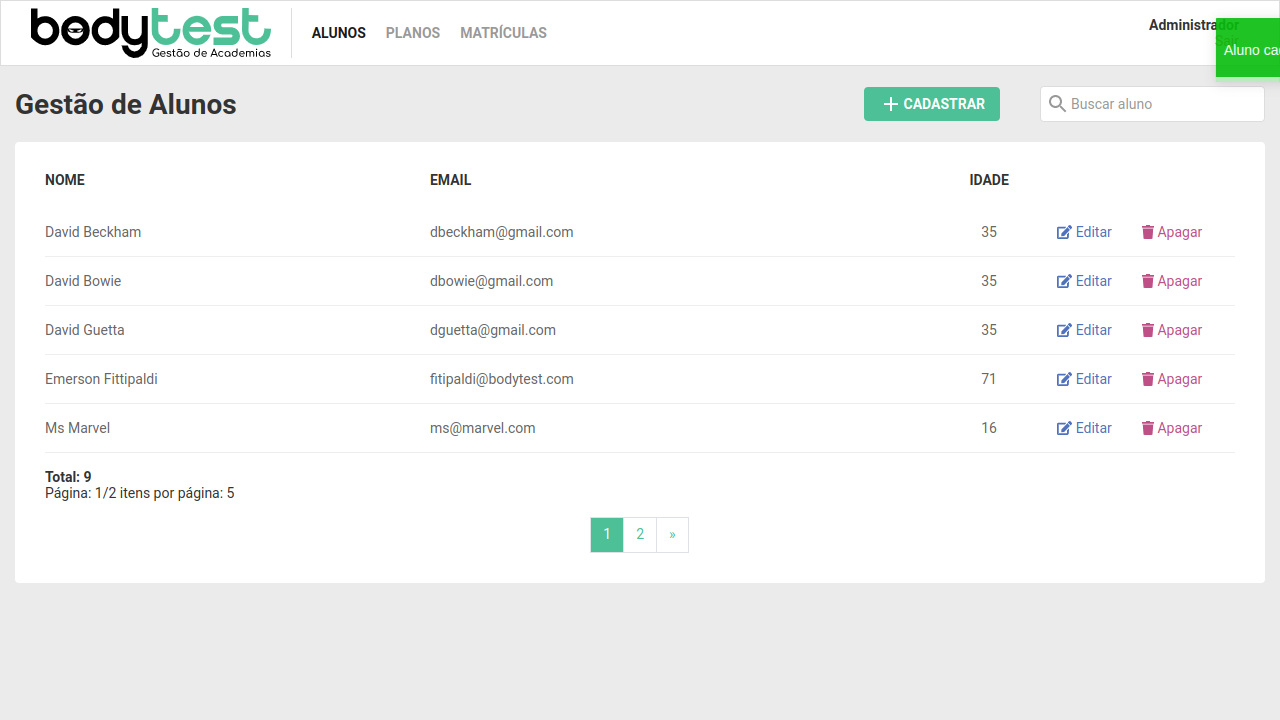 bodytest
Gestão de Academias
ALUNOS PLANOS MATRÍCULAS
Administrador
Sair
Aluno
Gestão de Alunos
CADASTRAR
Buscar aluno
NOME EMAIL IDADE
David Beckham dbeckham@gmail.com 35 Editar Apagar
David Bowie dbowie@gmail.com 35 Editar Apagar
David Guetta dguetta@gmail.com 35 Editar Apagar
Emerson Fittipaldi fitipaldi@bodytest.com 71 Editar Apagar
Ms Marvel ms@marvel.com 16 Editar Apagar
Total: 9
Página: 1/2 itens por página: 5
1 2 »